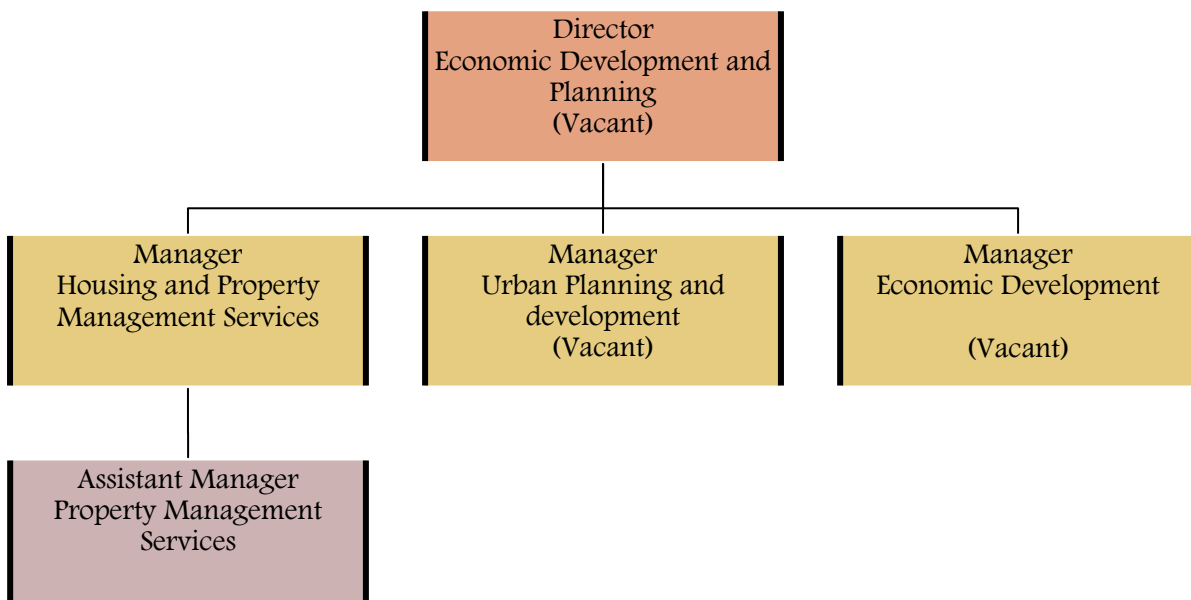 Director
Economic Development and
Planning
(Vacant)
Manager
Housing and Property
Management Services
Manager
Urban Planning and
development
(Vacant)
Manager
Economic Development
(Vacant)
Assistant Manager
Property Management
Services